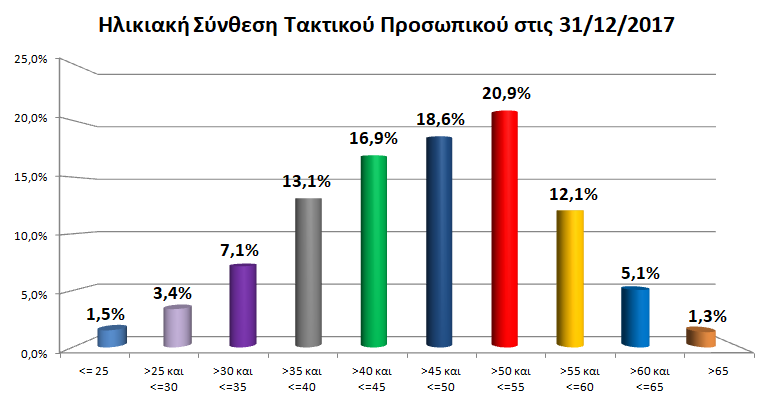 Ηλικιακή Σύνθεση Τακτικού Προσωπικού στις 31/12/2017
25,0%
20,0%
15,0%
10,0%
5,0%
0,0%
1,5%
3,4%
7,1%
13,1%
16,9%
18,6%
20,9%
12,1%
5,1%
1,3%
<= 25
>25 και
<=30
>30 και
<=35
>35 και
<=40
>40 και
<=45
>45 και
<=50
>50 και
<=55
>55 και
<=60
>60 και
<=65
>65